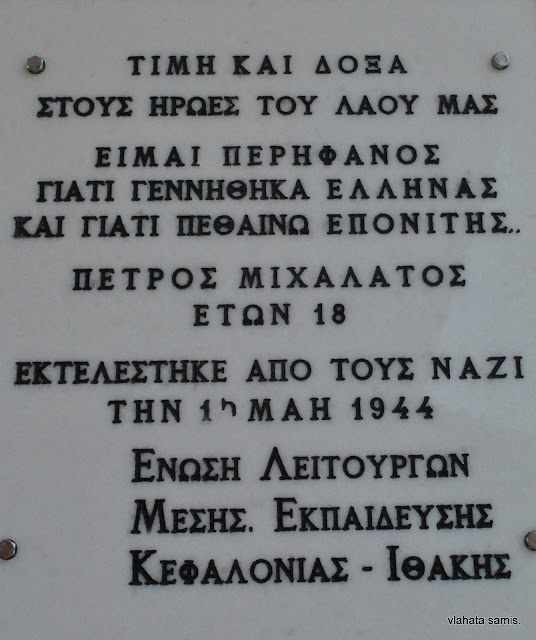 ΤΙΜΗ ΚΑΙ ΔΟΞΑ
ΣΤΟΥΣ ΗΡΩΕΣ ΤΟΥ ΛΑΟΥ ΜΑΣ
ΕΙΜΑΙ ΠΕΡΗΦΑΝΟΣ
ΓΙΑΤΙ ΓΕΝΝΗΘΗΚΑ ΕΛΛΗΝΑΣ
ΚΑΙ ΓΙΑΤΙ ΠΕΘΑΙΝΩ ΕΠΟΝΙΤΗΣ..
ΠΕΤΡΟΣ ΜΙΧΑΛΑΤΟΣ
ΕΤΩΝ 18
ΕΚΤΕΛΕΣΤΗΚΕ ΑΠΟ ΤΟΥΣ ΝΑΖΙ
ΤΗΝ 1η ΜΑΗ 1944
ΕΝΩΣΗ ΛΕΙΤΟΥΡΓΩΝ
ΜΕΣΗΣ. ΕΚΠΑΙΔΕΥΣΗΣ
ΚΕΦΑΛΟΝΙΑΣ - ΙΘΑΚΗΣ
vlahata samis.